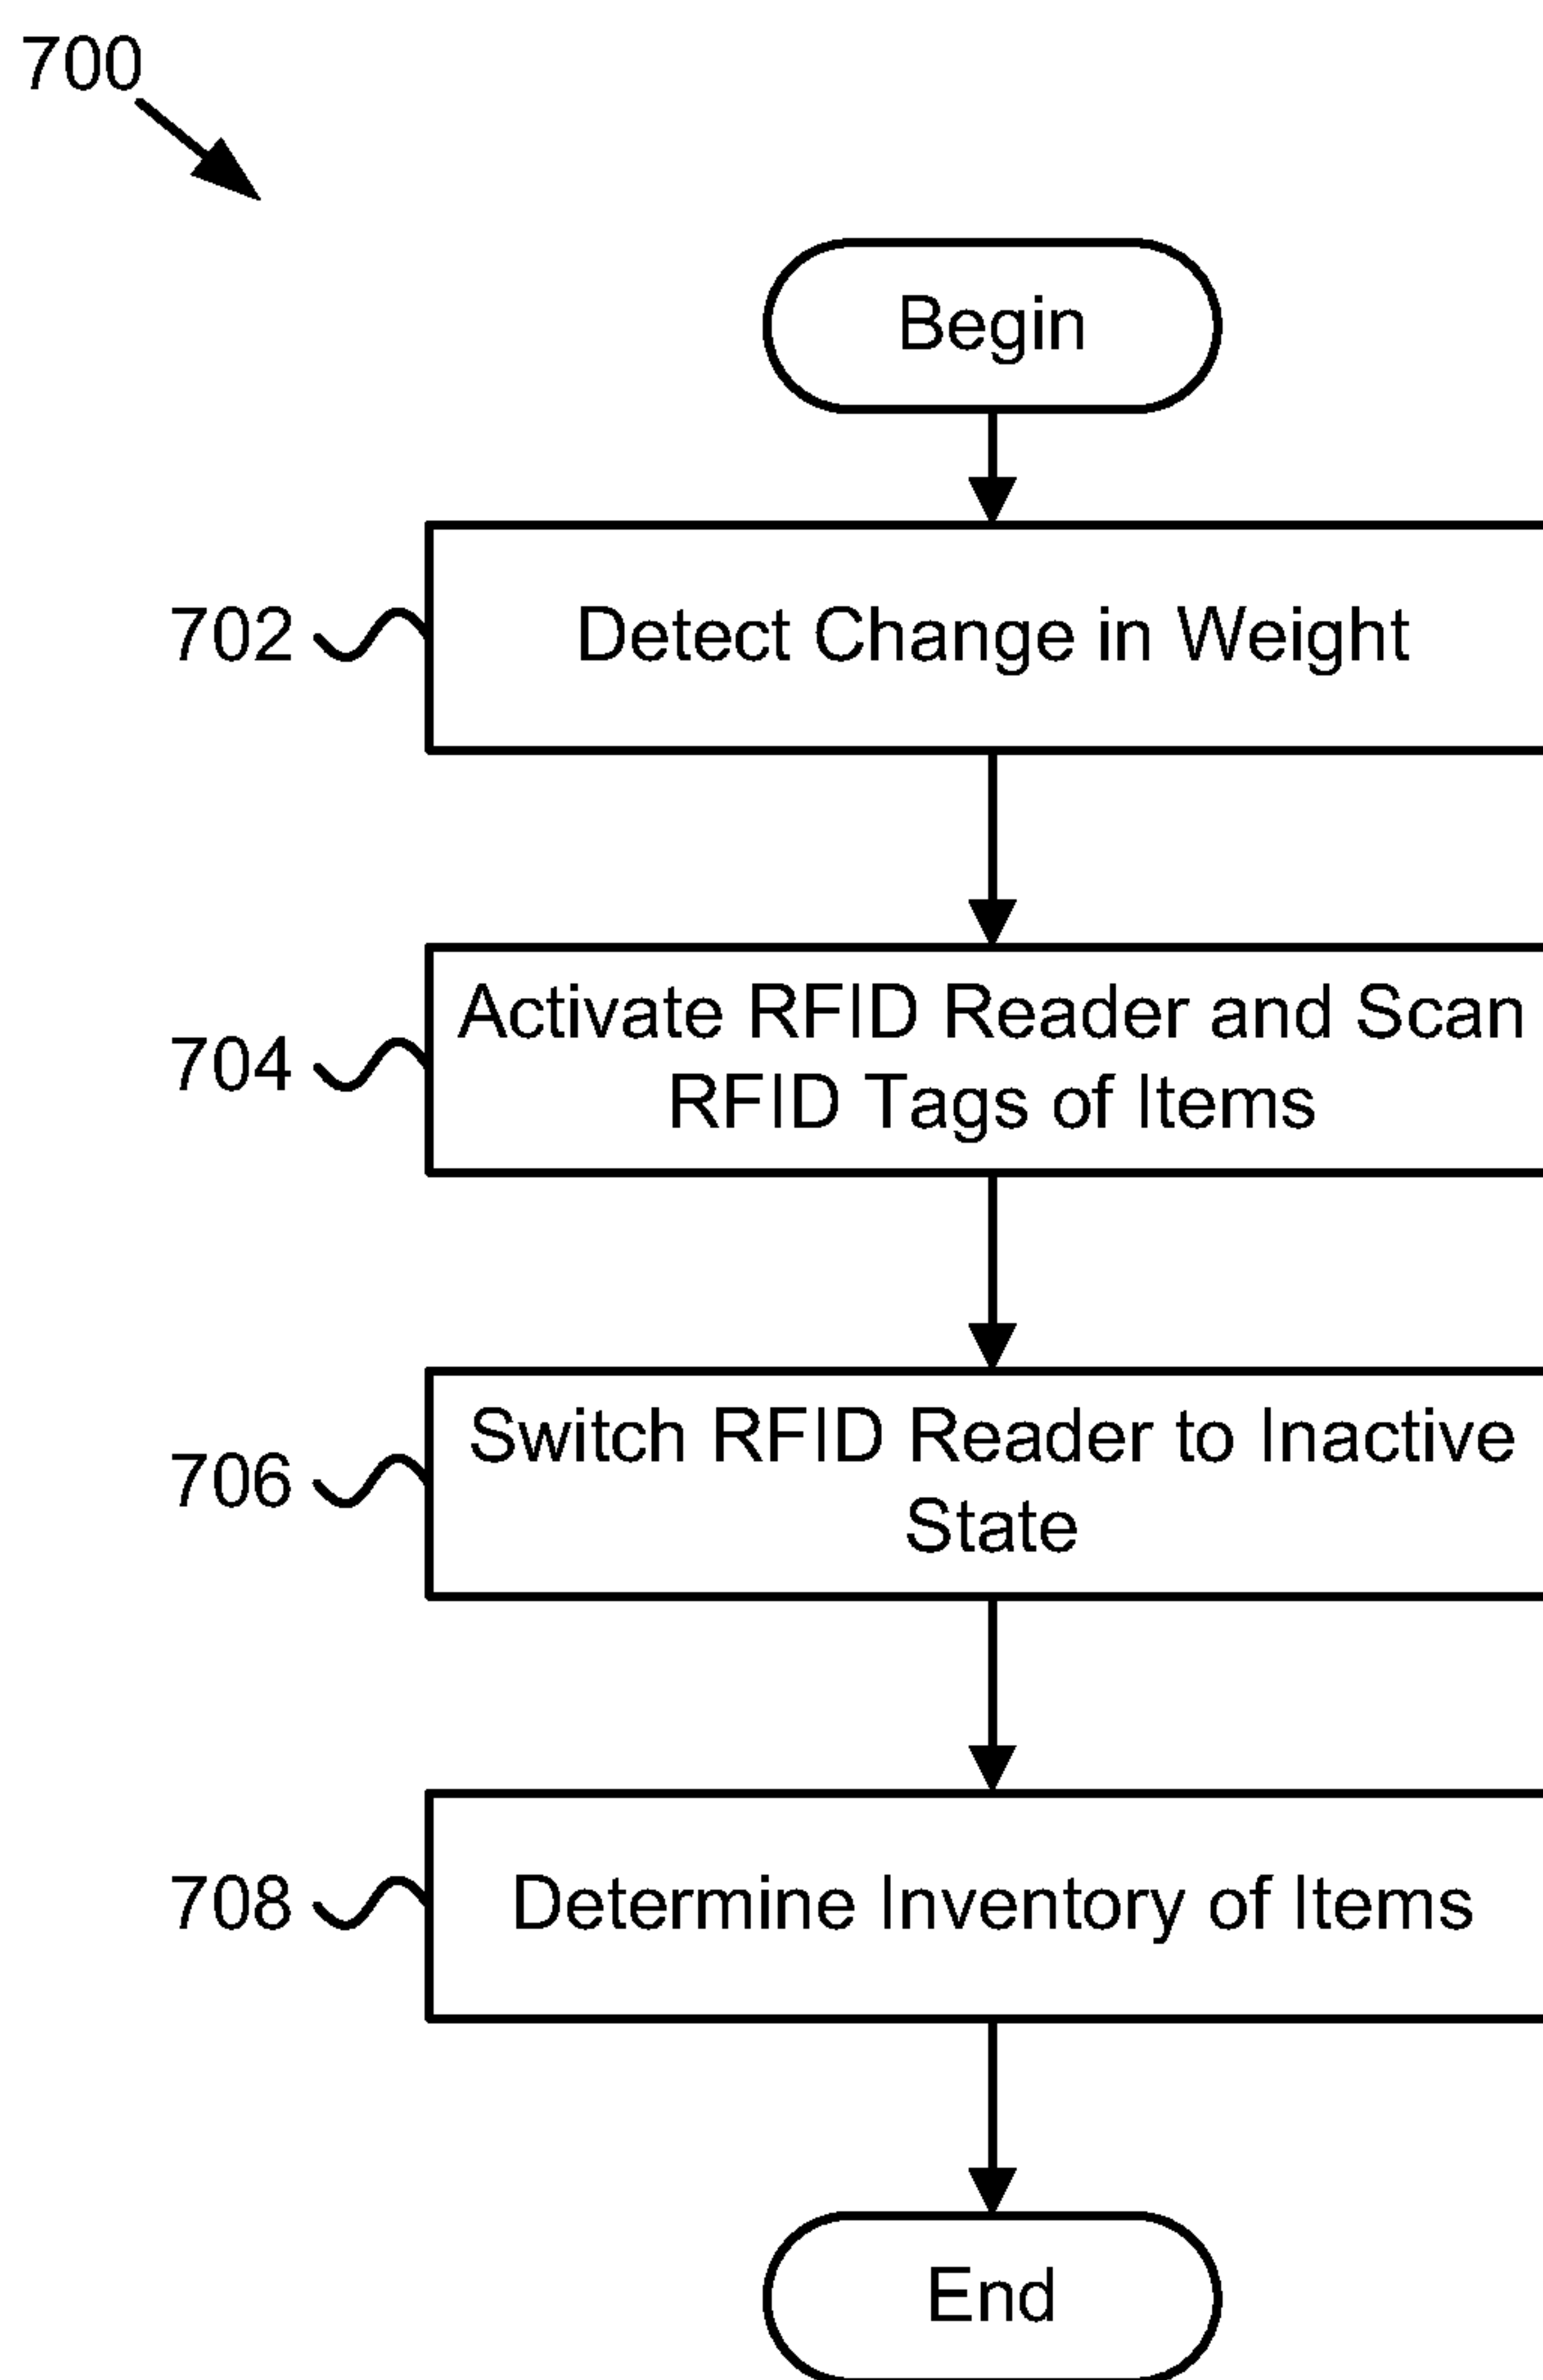 700
Begin
702
Detect Change in Weight
704
Activate RFID Reader and Scan
RFID Tags of Items
706
Switch RFID Reader to Inactive
State
708
Determine Inventory of Items
End